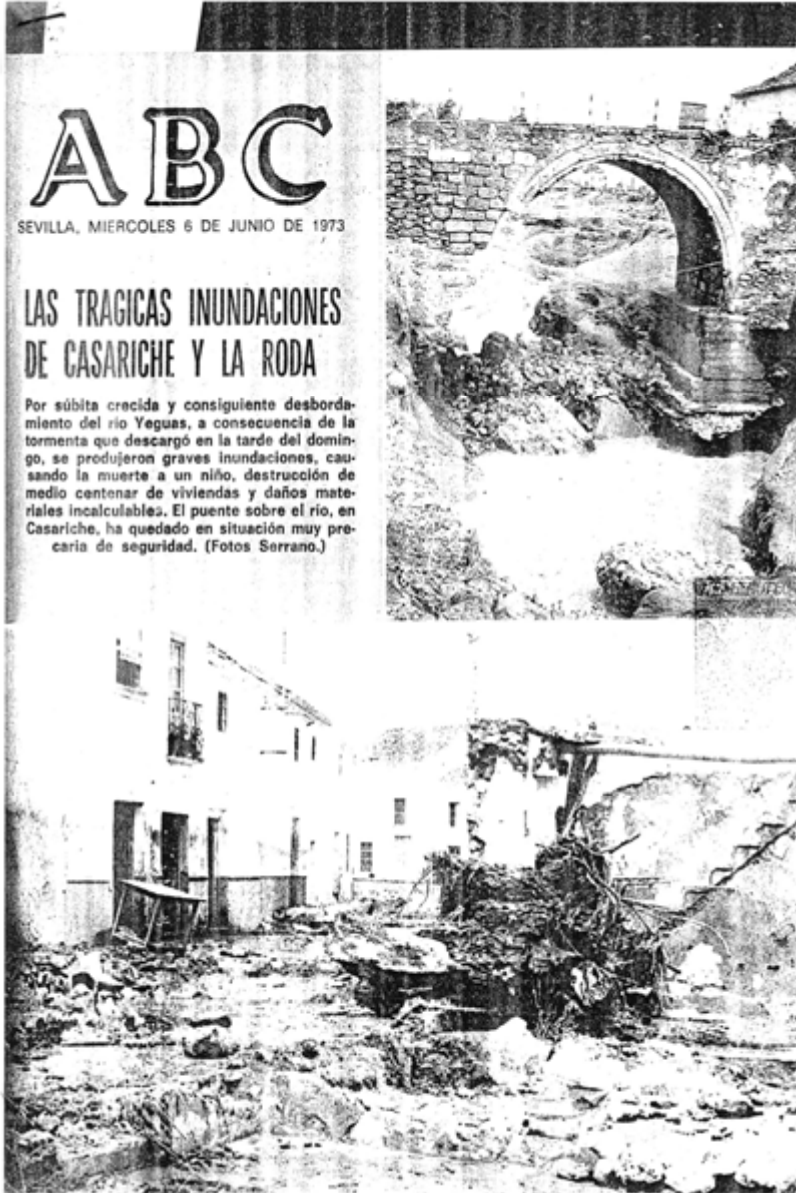 ABC
SEVILLA, MIERCOLES 6 DE JUNIO DE 1973
LAS TRAGICAS INUNDACIONES
DE CASARICHE Y LA RODA
Por súbita crecida y consiguiente desborda-
miento del río Yeguas, a consecuencia de la
tormenta que descargó en la tarde del domin-
go, se produjeron graves inundaciones, cau-
sando la muerte a un niño, destrucción de
medio centenar de viviendas y daños mate-
riales incalculables. El puente sobre el río, en
Casariche, ha quedado en situación muy pre-
caria de seguridad. (Fotos Serrano.)